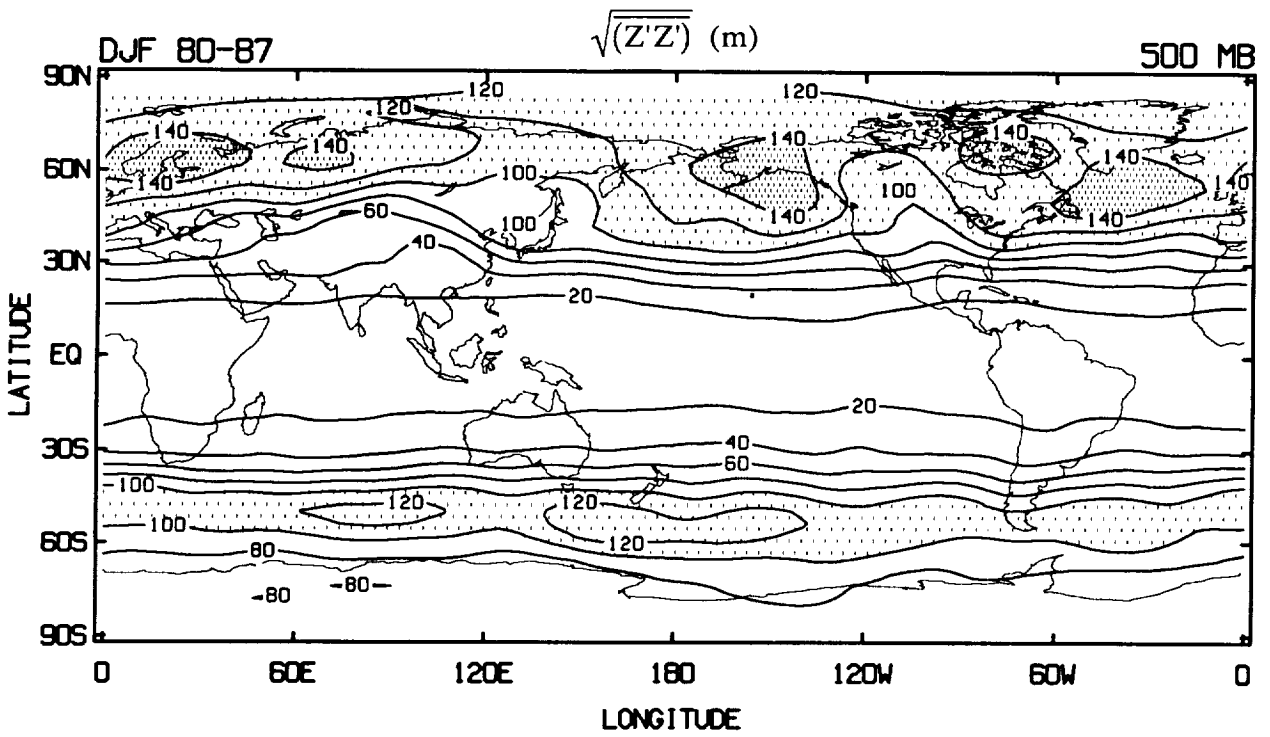 √(Z'Z') (m)
DJF 80-87 500 MB
90N
120 120
120
140 140 140
140 140
60N 140 100 100 140
140 140
60 100
40
30N
20
EQ
20
30S 40
60
100
120 120
100 120
60S 80
80 80
90S
0 60E 120E 180 120W 60W 0
LATITUDE
LONGITUDE